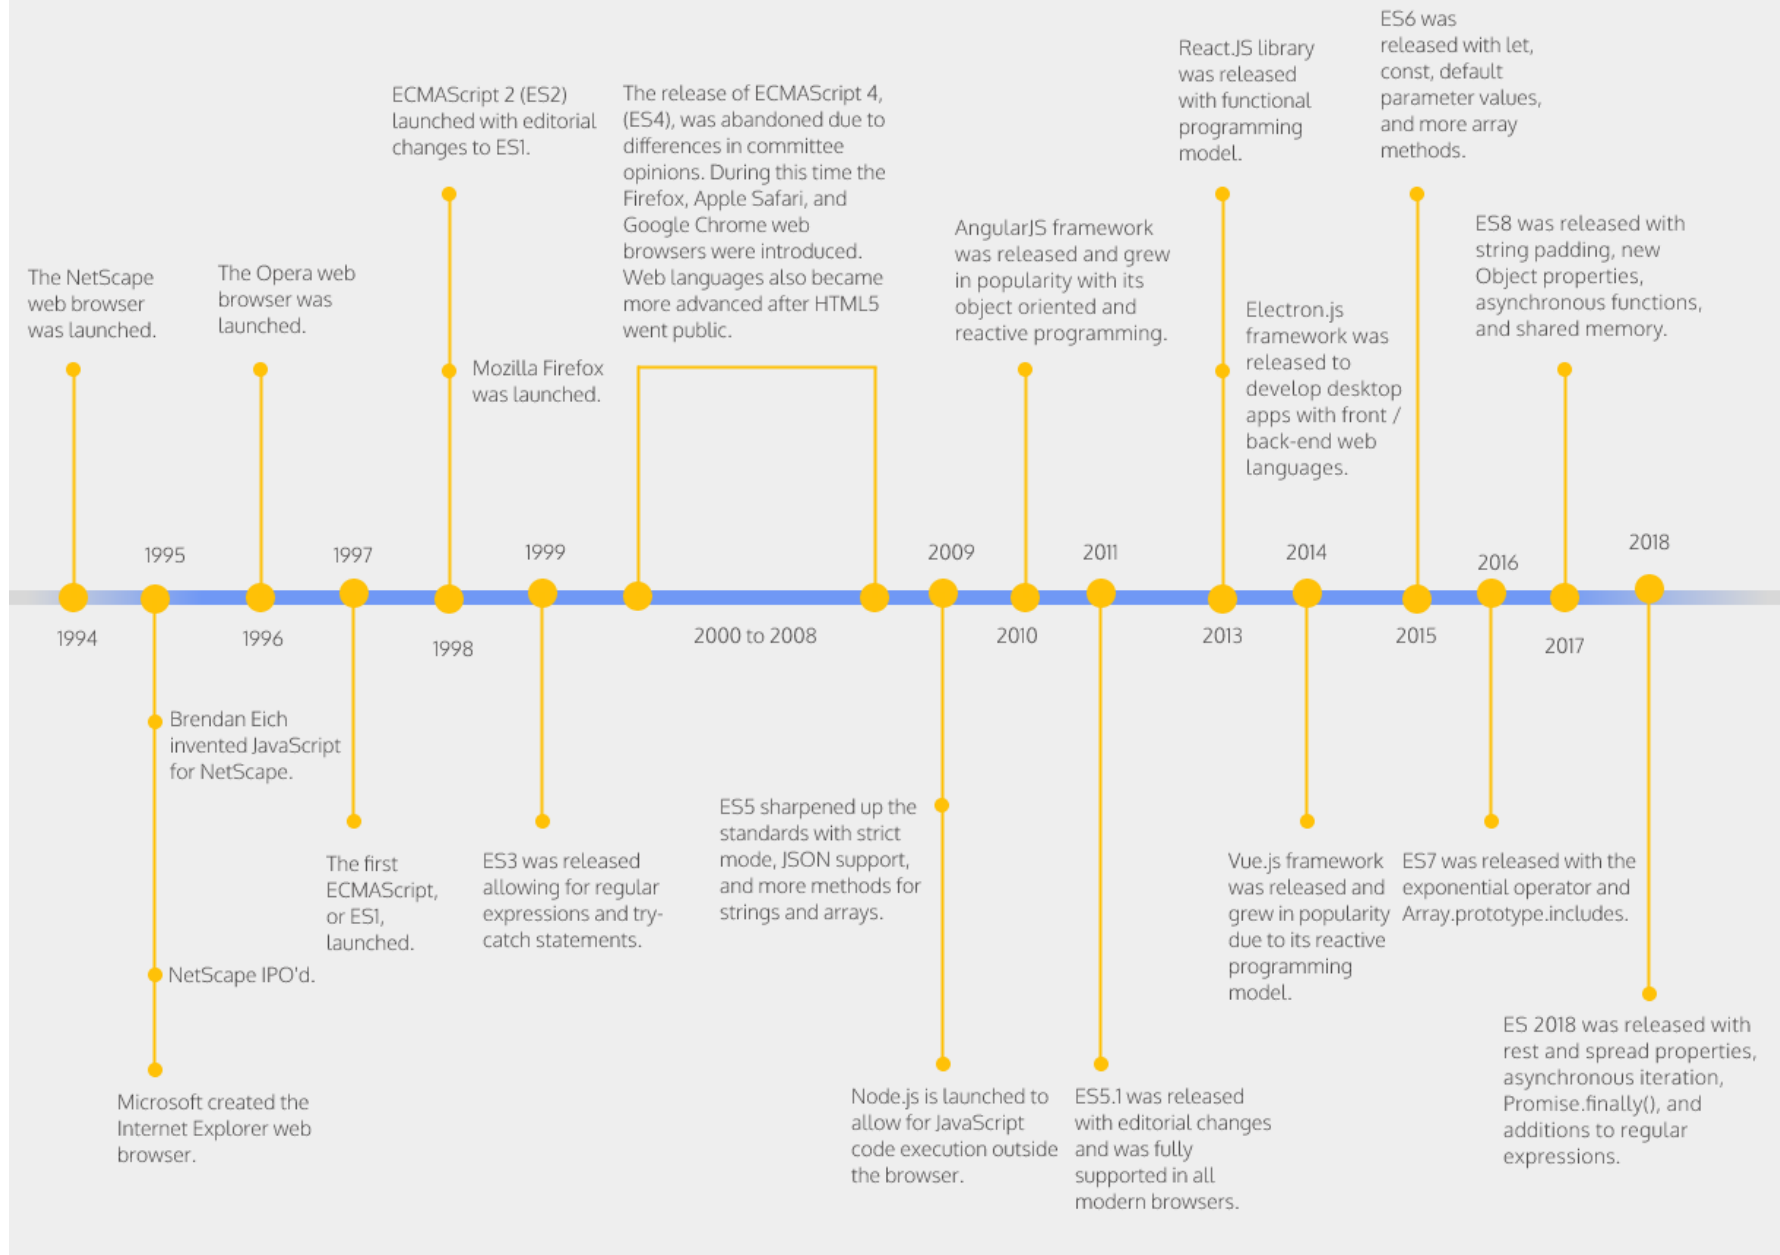 The NetScape
web browser
was launched.
1994
1995
Brendan Eich
invented JavaScript
for NetScape.
NetScape IPO'd.
Microsoft created the
Internet Explorer web
browser.
The Opera web
browser was
launched.
1996
1997
The first
ECMAScript,
or ES1,
launched.
ECMAScript 2 (ES2)
launched with editorial
changes to ES1.
Mozilla Firefox
was launched.
1998
1999
ES3 was released
allowing for regular
expressions and try-
catch statements.
The release of ECMAScript 4,
(ES4), was abandoned due to
differences in committee
opinions. During this time the
Firefox, Apple Safari, and
Google Chrome web
browsers were introduced.
Web languages also became
more advanced after HTML5
went public.
2000 to 2008
2009
ES5 sharpened up the
standards with strict
mode, JSON support,
and more methods for
strings and arrays.
Node.js is launched to
allow for JavaScript
code execution outside
the browser.
AngularJS framework
was released and grew
in popularity with its
object oriented and
reactive programming.
2010
2011
ES5.1 was released
with editorial changes
and was fully
supported in all
modern browsers.
React.JS library
was released
with functional
programming
model.
Electron.js
framework was
released to
develop desktop
apps with front /
back-end web
languages.
2013
2014
Vue.js framework
was released and
grew in popularity
due to its reactive
programming
model.
ES6 was
released with let,
const, default
parameter values,
and more array
methods.
2015
2016
ES7 was released with the
exponential operator and
Array.prototype.includes.
ES8 was released with
string padding, new
Object properties,
asynchronous functions,
and shared memory.
2017
2018
ES 2018 was released with
rest and spread properties,
asynchronous iteration,
Promise.finally(), and
additions to regular
expressions.